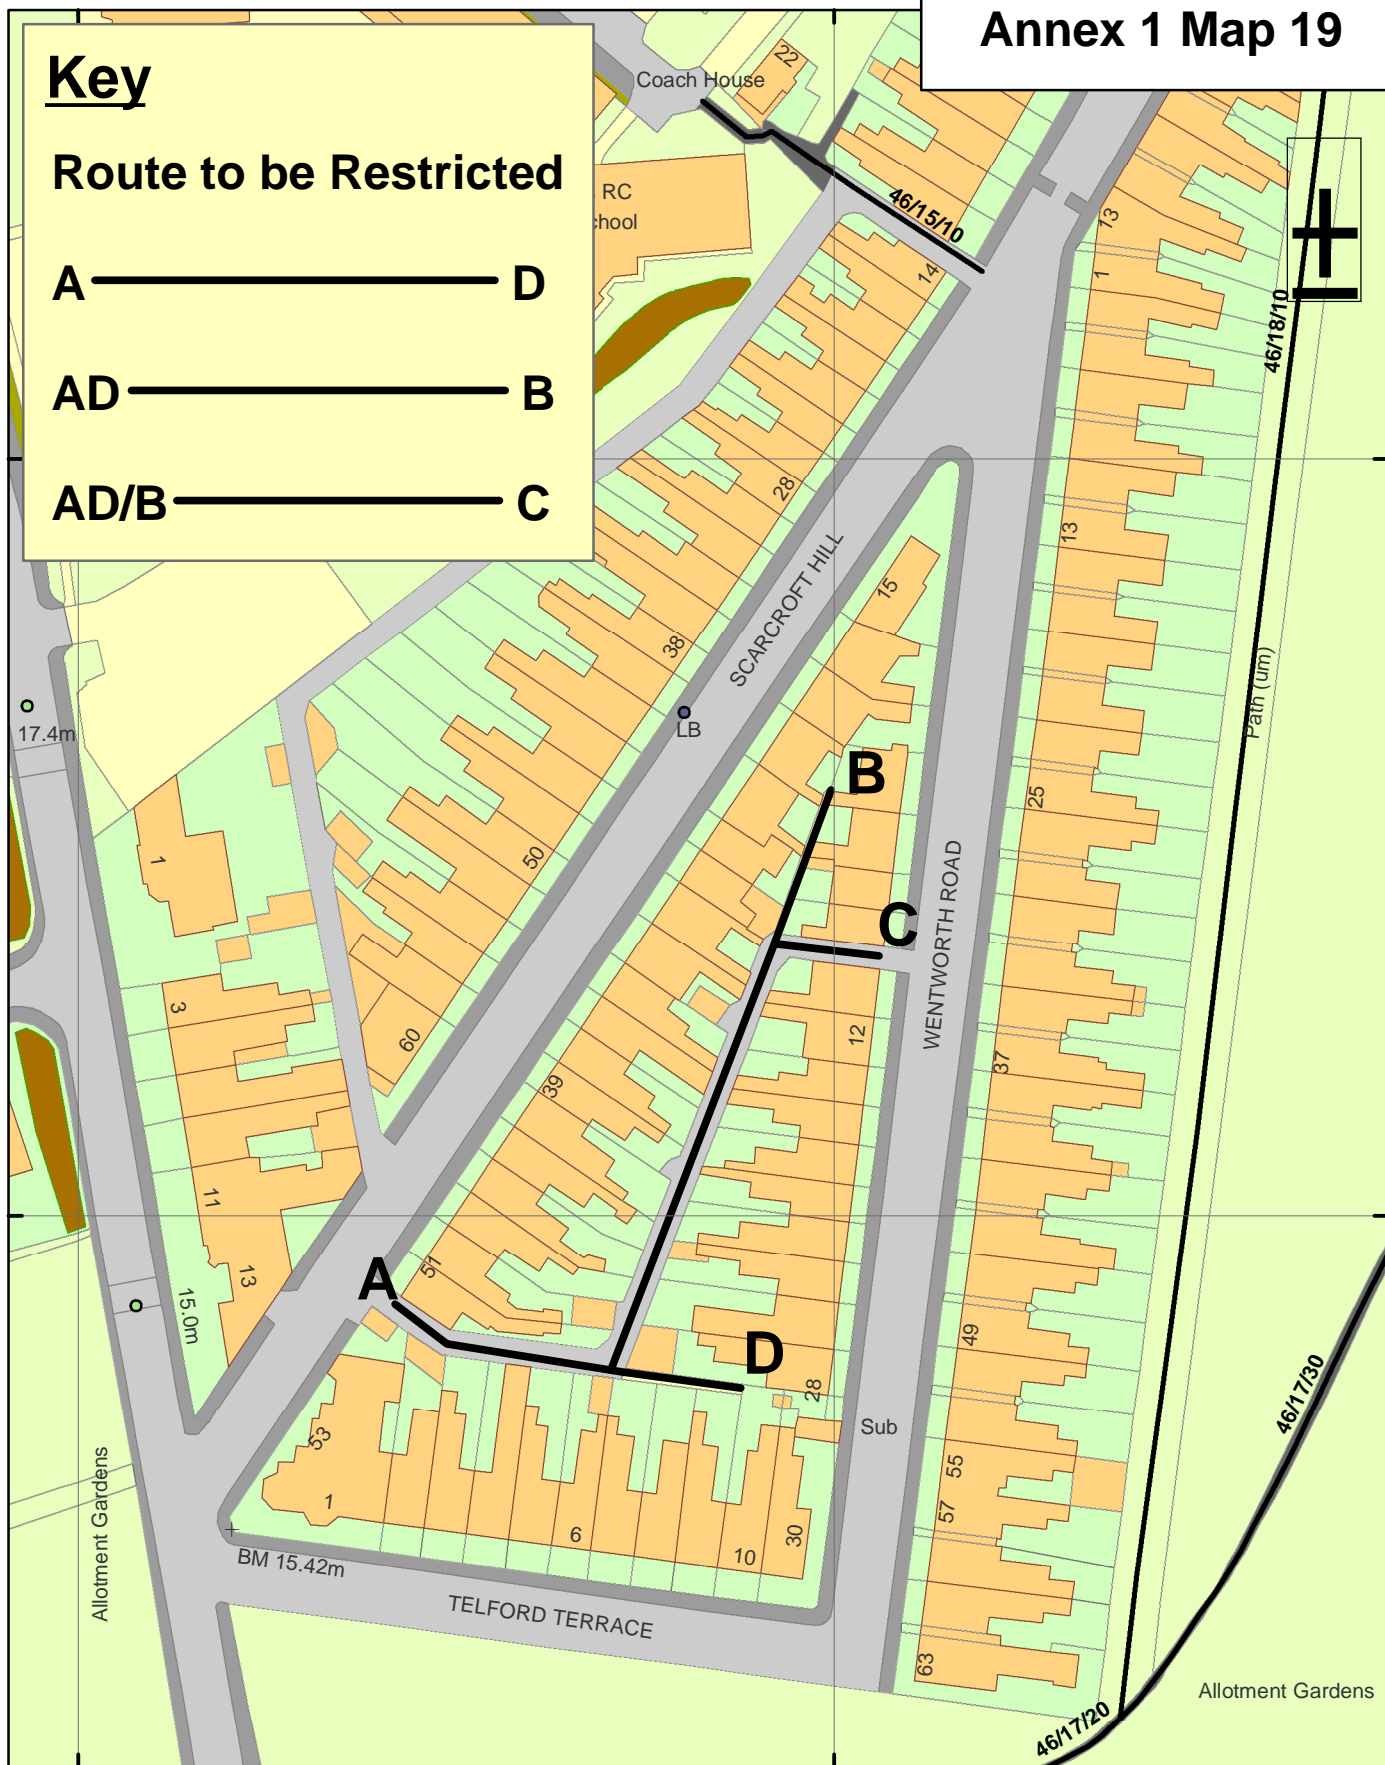 Annex 1 Map 19
Key
Route to be Restricted
A D
AD B
AD/B C
Coach House
22
RC
chool
46/15/10
14
13
1
46/18/10
28
13
SCARCROFT HILL
15
38
Path (um)
LB
17.4m
B
25
1
50
WENTWORTH ROAD
C
3
60
12
37
39
11
A
51
13
15.0m
D
49
28
46/17/30
Sub
53
55
1
57
6
10
30
Allotment Gardens
BM 15.42m
TELFORD TERRACE
63
Allotment Gardens
46/17/20